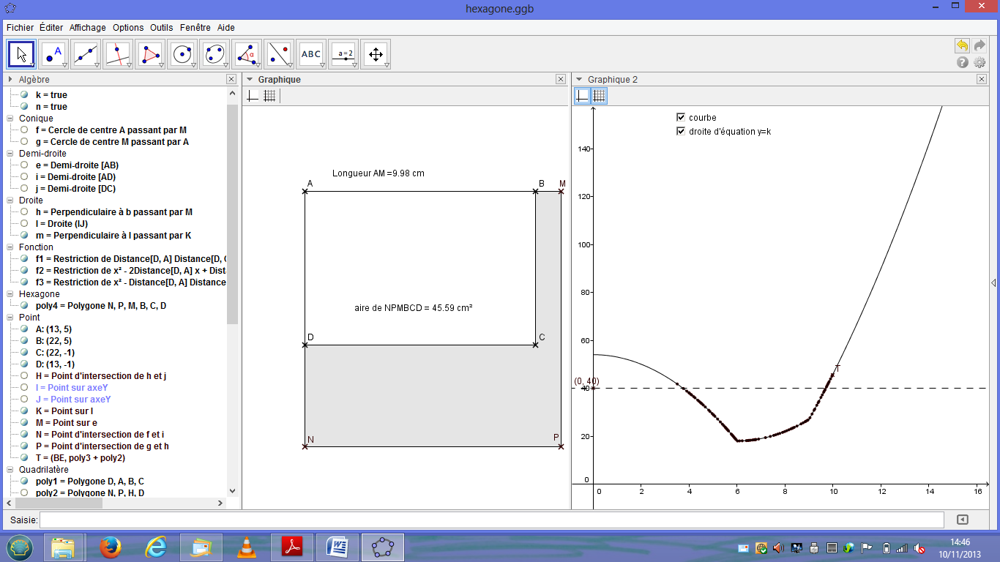 hexagone.ggb
Fichier Éditer Affichage Options Outils Fenêtre Aide
A
α
ABC
a=2
Algèbre
k = true
n = true
Conique
f = Cercle de centre A passant par M
g = Cercle de centre M passant par A
Demi-droite
e = Demi-droite [AB)
i = Demi-droite [AD)
j = Demi-droite [DC)
Droite
h = Perpendiculaire à b passant par M
l = Droite (IJ)
m = Perpendiculaire à l passant par K
Fonction
f1 = Restriction de Distance[D, A] Distance[D, 
f2 = Restriction de x² - 2Distance[D, A] x + Dist
f3 = Restriction de x² - Distance[D, A] Distance
Hexagone
poly4 = Polygone N, P, M, B, C, D
Point
A: (13, 5)
B: (22, 5)
C: (22, -1)
D: (13, -1)
H = Point d'intersection de h et j
I = Point sur axeY
J = Point sur axeY
K = Point sur l
M = Point sur e
N = Point d'intersection de f et i
P = Point d'intersection de g et h
T = (BE, poly3 + poly2)
Quadrilatère
poly1 = Polygone D, A, B, C
poly2 = Polygone N, P, H, D
Graphique
Longueur AM =9.98 cm
A B M
aire de NPMBCD = 45.59 cm²
D C
N P
Graphique 2
courbe
droite d'équation y=k
140
120
100
80
60
T
(0, 40)
40
20
0
0 2 4 6 8 10 12 14 16
Saisie:
14:46
10/11/2013